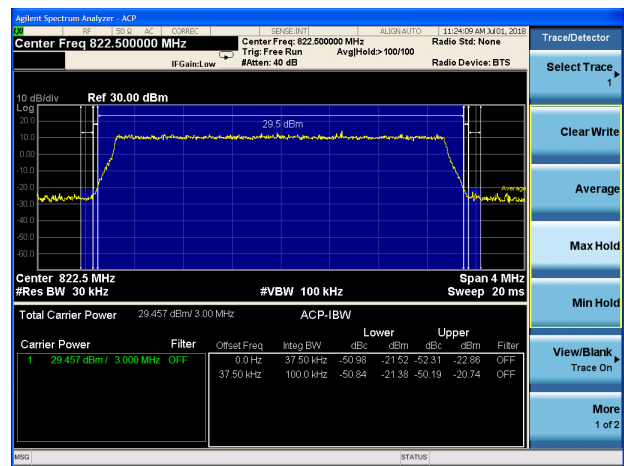 Agilent Spectrum Analyzer - ACP
LXI RF 50 Ω AC CORREC SENSE:INT ALIGN AUTO 11:24:09 AM Jul 01, 2018
Center Freq 822.500000 MHz
Center Freq: 822.500000 MHz Radio Std: None
Trig: Free Run Avg|Hold:> 100/100
IFGain:Low #Atten: 40 dB Radio Device: BTS
10 dB/div Ref 30.00 dBm
Log
20.0
10.0
0.00
-10.0
-20.0
-30.0
-40.0
-50.0
-60.0
29.5 dBm
Average
Center 822.5 MHz Span 4 MHz
#Res BW 30 kHz #VBW 100 kHz Sweep 20 ms
Total Carrier Power 29.457 dBm/ 3.00 MHz ACP-IBW
Lower Upper
Carrier Power Filter Offset Freq Integ BW dBc dBm dBc dBm Filter
1 29.457 dBm / 3.000 MHz OFF 0.0 Hz 37.50 kHz -50.98 -21.52 -52.31 -22.86 OFF
37.50 kHz 100.0 kHz -50.84 -21.38 -50.19 -20.74 OFF
MSG STATUS
Trace/Detector
Select Trace
1
Clear Write
Average
Max Hold
Min Hold
View/Blank
Trace On
More
1 of 2